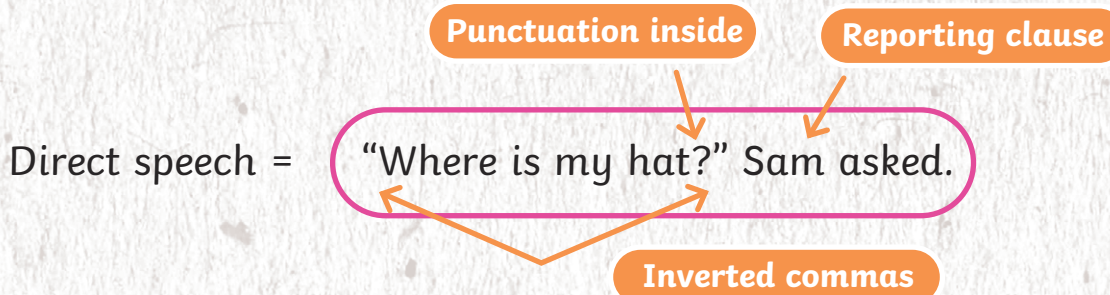 Punctuation inside
Reporting clause
Direct speech = “Where is my hat?” Sam asked.
Inverted commas